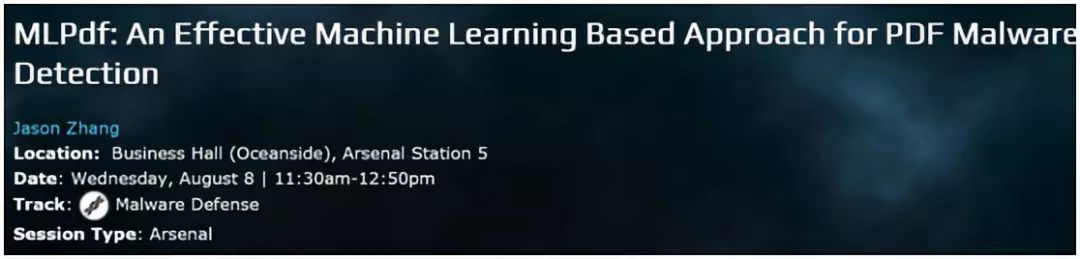 MLPdf: An Effective Machine Learning Based Approach for PDF Malware
Detection
Jason Zhang
Location: Business Hall (Oceanside), Arsenal Station 5
Date: Wednesday, August 8 | 11:30am-12:50pm
Track: Malware Defense
Session Type: Arsenal